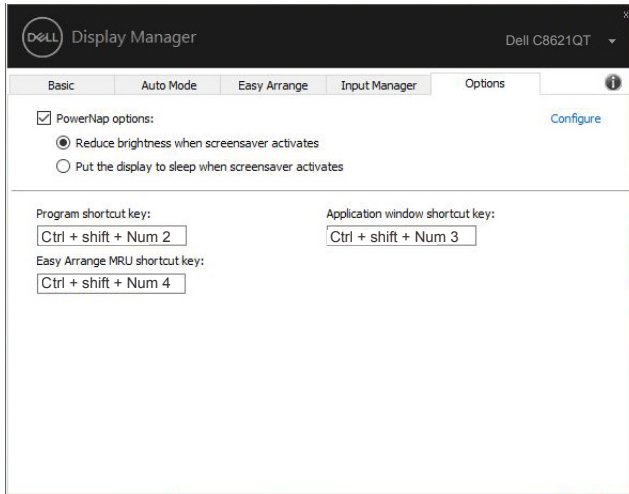 DELL Display Manager
Dell C8621QT
Basic Auto Mode Easy Arrange Input Manager Options
PowerNap options: Configure
Reduce brightness when screensaver activates
Put the display to sleep when screensaver activates
Program shortcut key: Application window shortcut key:
Ctrl + shift + Num 2 Ctrl + shift + Num 3
Easy Arrange MRU shortcut key:
Ctrl + shift + Num 4